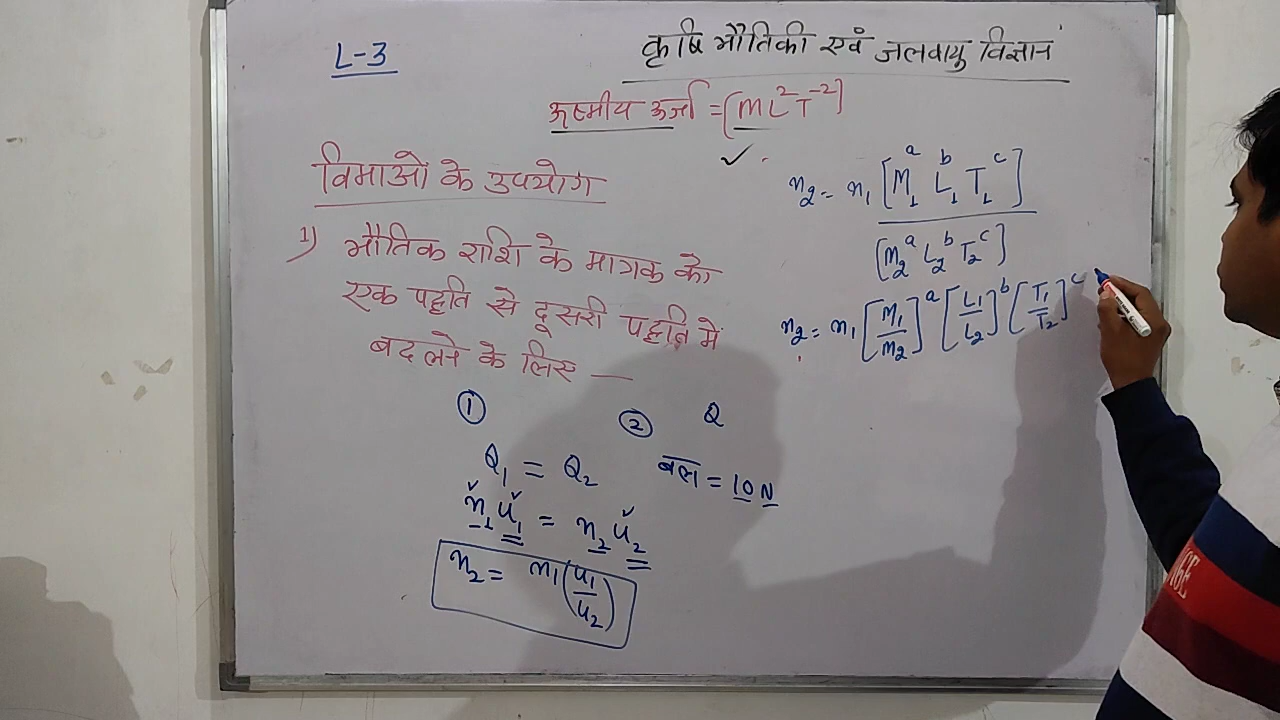 L-3
कृषि भौतिकी एवं जलवायु विज्ञान
ऊष्मीय ऊर्जा = [ML²T⁻²]
विमाओं के उपयोग
1) भौतिक राशि के मात्रक को
एक पद्दति से दूसरी पद्दति में
बदलने के लिए —
① ② Q
Q₁ = Q₂ बल = 10 N
n₁u₁ = n₂u₂
n₂ = n₁(u₁/u₂)
n₂ = n₁[M₁ᵃ L₁ᵇ T₁ᶜ]
[M₂ᵃ L₂ᵇ T₂ᶜ]
n₂ = n₁[M₁/M₂]ᵃ [L₁/L₂]ᵇ [T₁/T₂]ᶜ